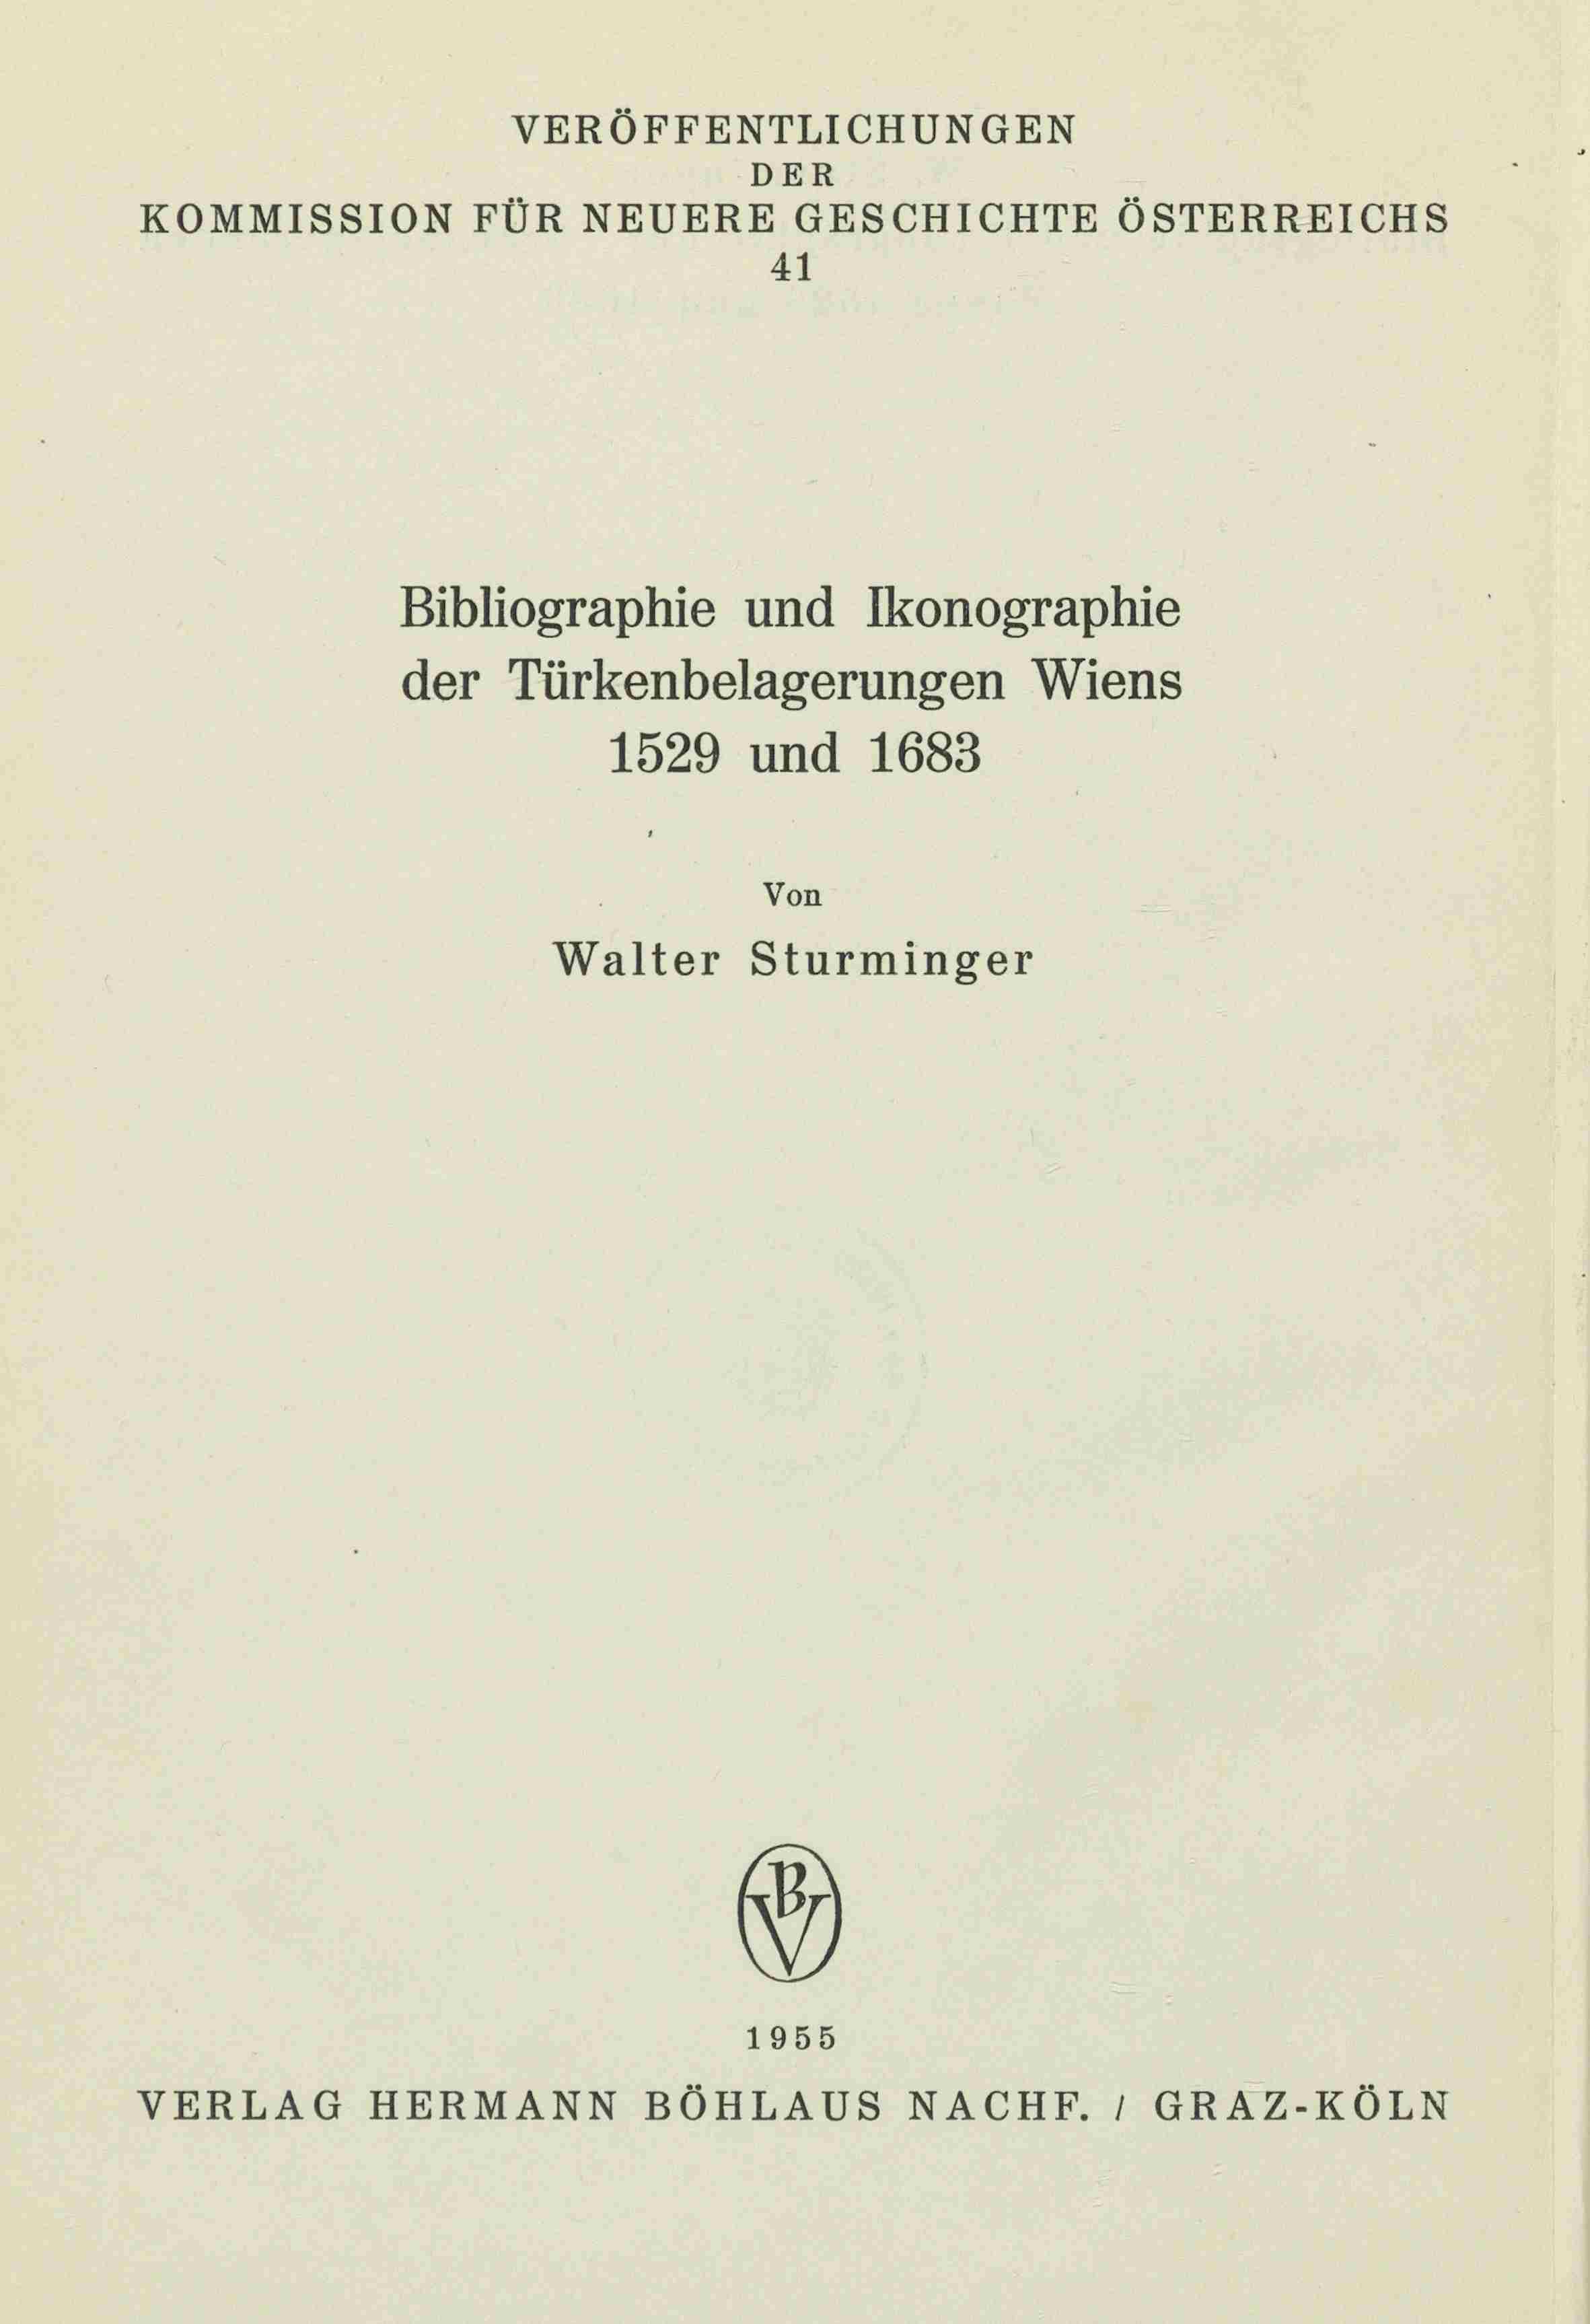 VERÖFFENTLICHUNGEN
DER
KOMMISSION FÜR NEUERE GESCHICHTE ÖSTERREICHS
41
Bibliographie und Ikonographie
der Türkenbelagerungen Wiens
1529 und 1683
Von
Walter Sturminger
BV
1955
VERLAG HERMANN BÖHLAUS NACHF. / GRAZ-KÖLN